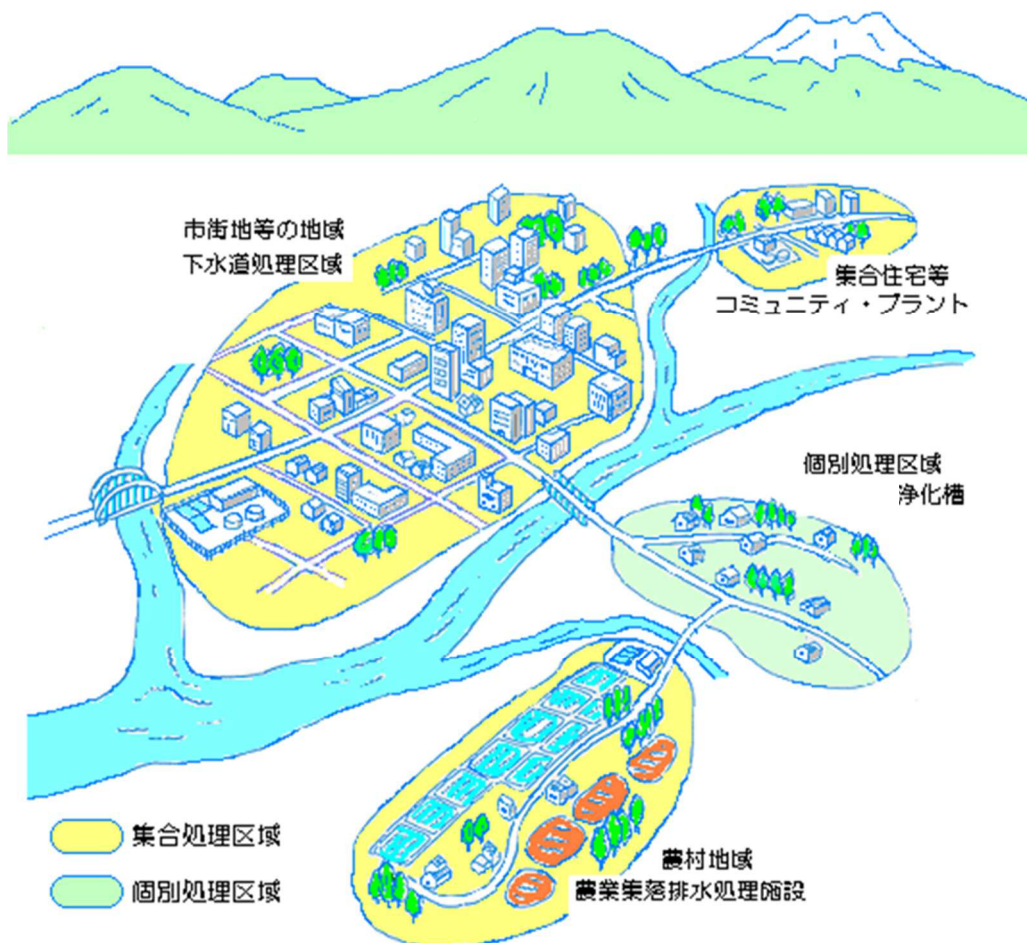 市街地等の地域
下水道処理区域
集合住宅等
コミュニティ・プラント
個別処理区域
浄化槽
農村地域
農業集落排水処理施設
集合処理区域
個別処理区域